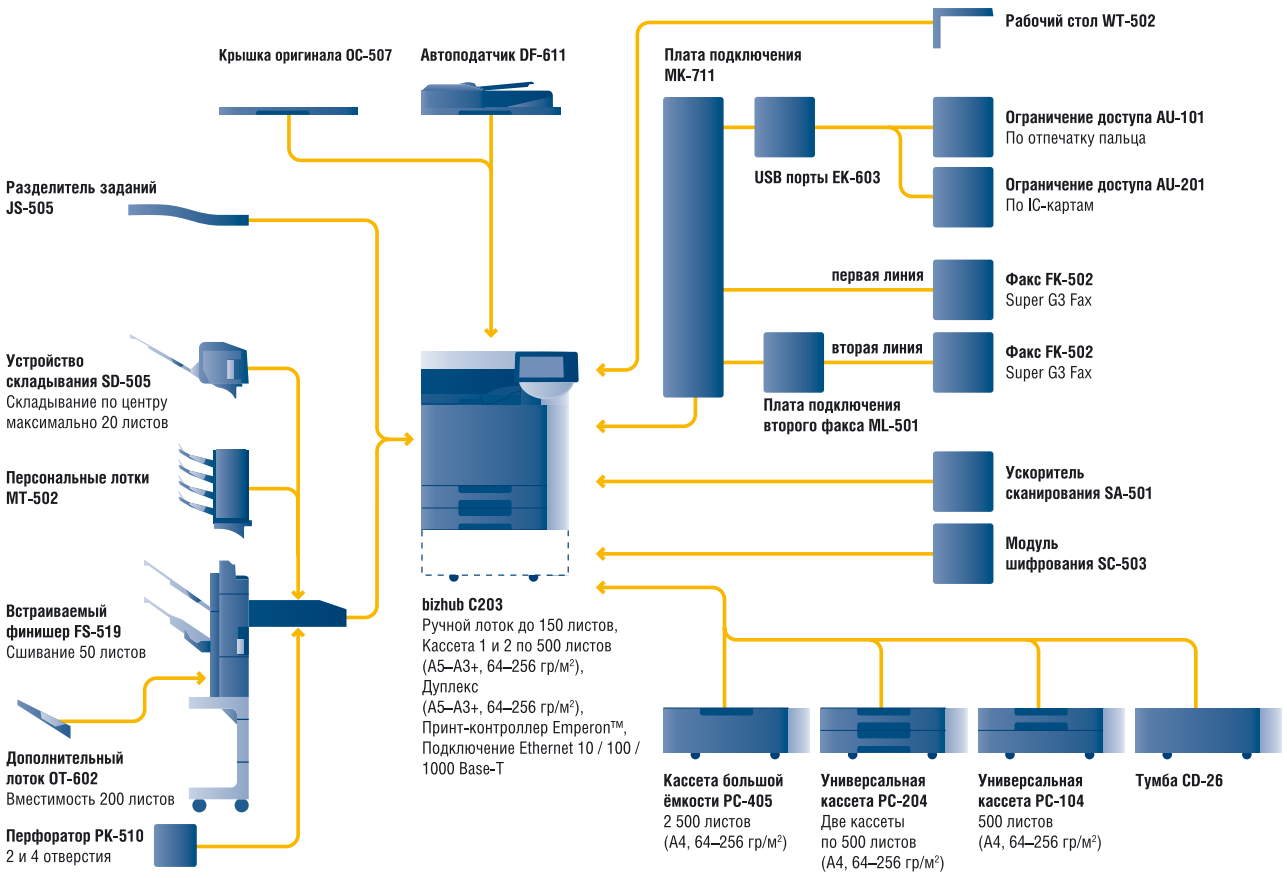 Рабочий стол WT-502
Крышка оригинала OC-507
Автоподатчик DF-611
Плата подключения
MK-711
Ограничение доступа AU-101
По отпечатку пальца
USB порты EK-603
Ограничение доступа AU-201
По IC-картам
Разделитель заданий
JS-505
первая линия
Факс FK-502
Super G3 Fax
вторая линия
Факс FK-502
Super G3 Fax
Плата подключения
второго факса ML-501
Устройство
складывания SD-505
Складывание по центру
максимально 20 листов
Персональные лотки
MT-502
Ускоритель
сканирования SA-501
Модуль
шифрования SC-503
Встраиваемый
финишер FS-519
Сшивание 50 листов
Дополнительный
лоток OT-602
Вместимость 200 листов
Перфоратор PK-510
2 и 4 отверстия
bizhub C203
Ручной лоток до 150 листов,
Кассета 1 и 2 по 500 листов
(A5–A3+, 64–256 гр/м²),
Дуплекс
(A5–A3+, 64–256 гр/м²),
Принт-контроллер Emperon™,
Подключение Ethernet 10 / 100 /
1000 Base-T
Кассета большой
ёмкости PC-405
2 500 листов
(A4, 64–256 гр/м²)
Универсальная
кассета PC-204
Две кассеты
по 500 листов
(A4, 64–256 гр/м²)
Универсальная
кассета PC-104
500 листов
(A4, 64–256 гр/м²)
Тумба CD-26